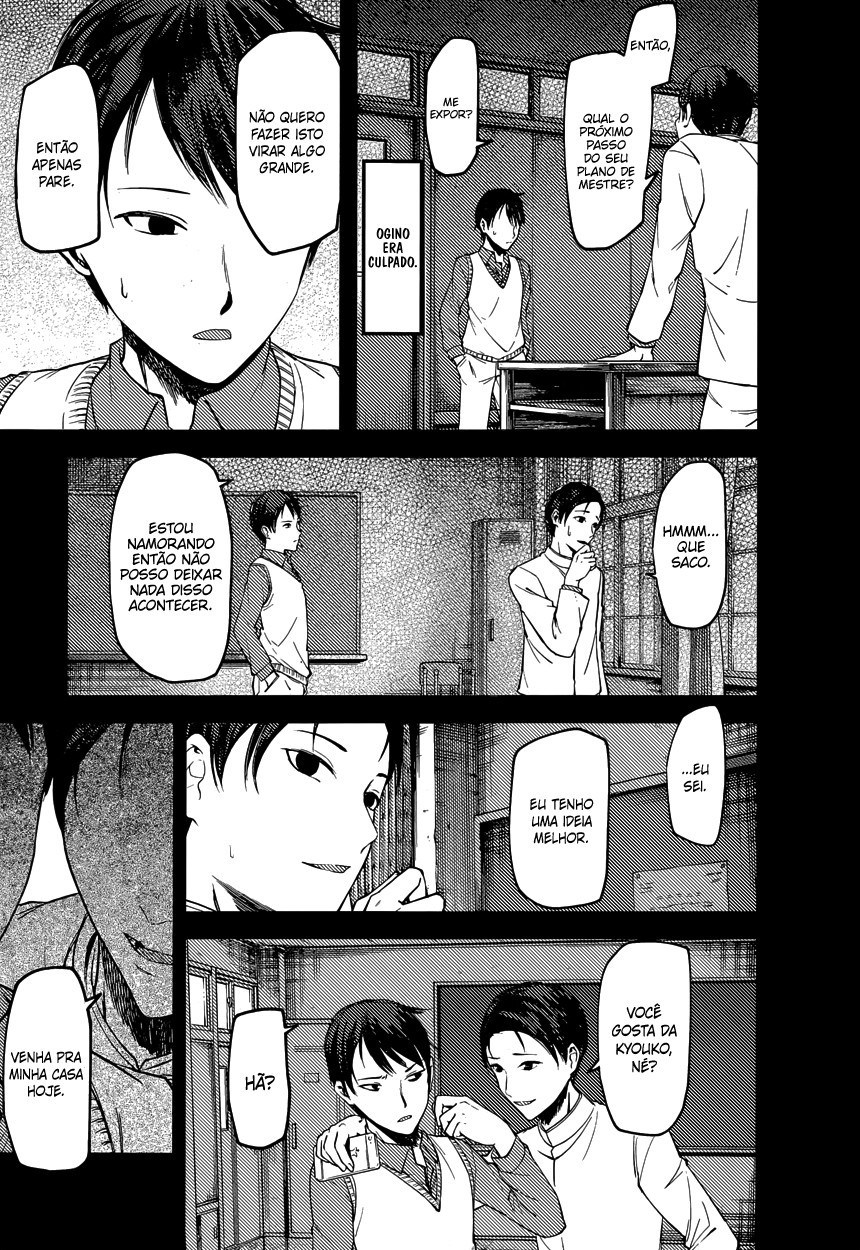 ENTÃO,
QUAL O
PRÓXIMO
PASSO
DO SEU
PLANO DE
MESTRE?
ME
EXPOR?
OGINO
ERA
CULPADO.
NÃO QUERO
FAZER ISTO
VIRAR ALGO
GRANDE.
ENTÃO
APENAS
PARE.
HMMM...
QUE
SACO.
ESTOU
NAMORANDO
ENTÃO NÃO
POSSO DEIXAR
NADA DISSO
ACONTECER.
...EU
SEI.
EU TENHO
UMA IDEIA
MELHOR.
VOCÊ
GOSTA DA
KYOUKO,
NÉ?
HÃ?
VENHA PRA
MINHA CASA
HOJE.